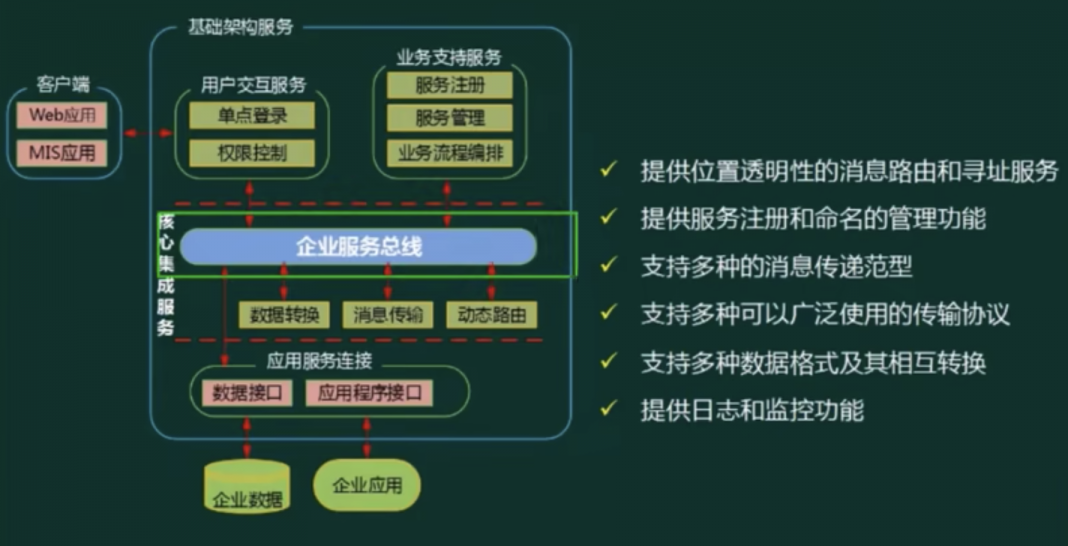 基础架构服务
客户端
Web应用
MIS应用
用户交互服务
单点登录
权限控制
业务支持服务
服务注册
服务管理
业务流程编排
核心集成服务
企业服务总线
数据转换
消息传输
动态路由
应用服务连接
数据接口
应用程序接口
企业数据
企业应用
✓ 提供位置透明性的消息路由和寻址服务
✓ 提供服务注册和命名的管理功能
✓ 支持多种的消息传递范型
✓ 支持多种可以广泛使用的传输协议
✓ 支持多种数据格式及其相互转换
✓ 提供日志和监控功能